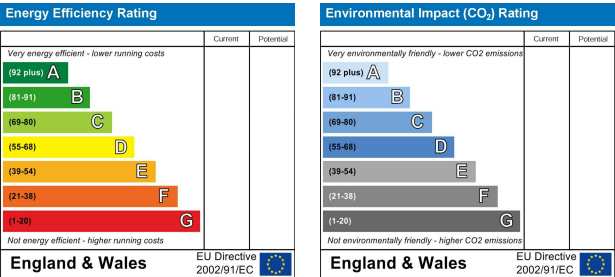 Energy Efficiency Rating
Current Potential
Very energy efficient - lower running costs
(92 plus) A
(81-91) B
(69-80) C
(55-68) D
(39-54) E
(21-38) F
(1-20) G
Not energy efficient - higher running costs
England & Wales
EU Directive
2002/91/EC
Environmental Impact (CO₂) Rating
Current Potential
Very environmentally friendly - lower CO2 emissions
(92 plus) A
(81-91) B
(69-80) C
(55-68) D
(39-54) E
(21-38) F
(1-20) G
Not environmentally friendly - higher CO2 emissions
England & Wales
EU Directive
2002/91/EC